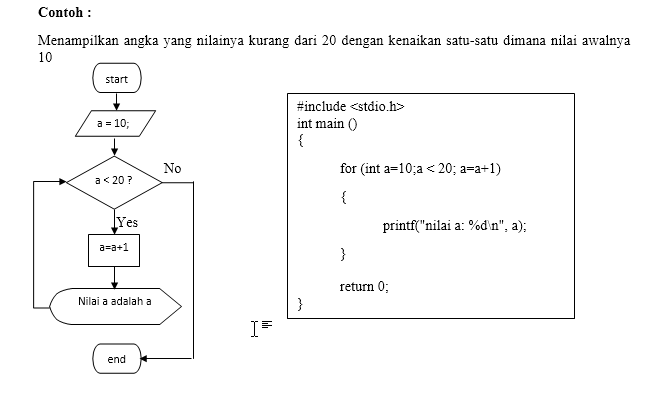 Contoh :
Menampilkan angka yang nilainya kurang dari 20 dengan kenaikan satu-satu dimana nilai awalnya
10
start
a = 10;
a < 20 ?
No
Yes
a=a+1
Nilai a adalah a
end
#include <stdio.h>
int main ()
{
for (int a=10;a < 20; a=a+1)
{
printf("nilai a: %d\n", a);
}
return 0;
}